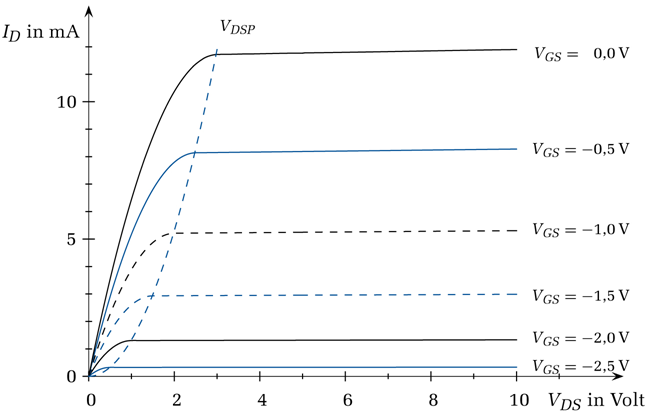 I_D in mA
V_DSP
V_GS = 0,0 V
10
V_GS = −0,5 V
5
V_GS = −1,0 V
V_GS = −1,5 V
V_GS = −2,0 V
V_GS = −2,5 V
0
0 2 4 6 8 10 V_DS in Volt